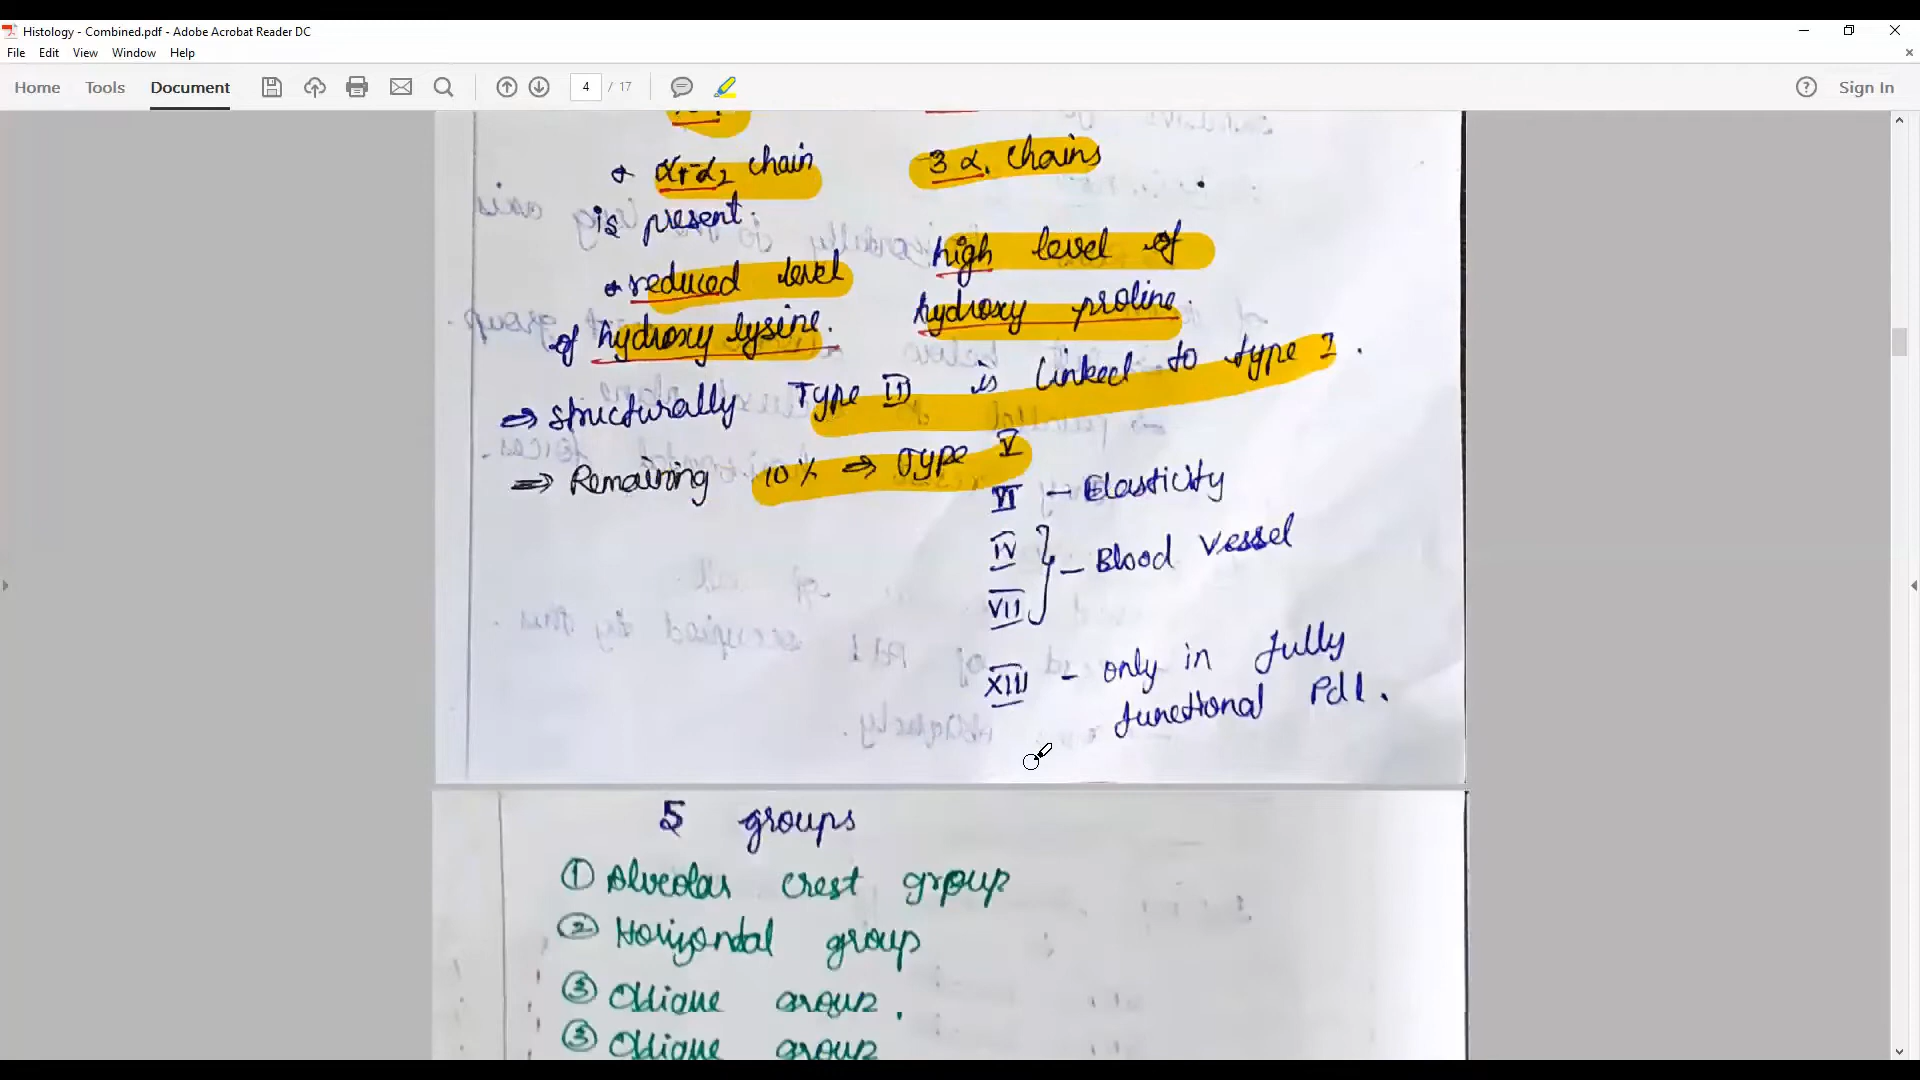 Histology - Combined.pdf - Adobe Acrobat Reader DC
File Edit View Window Help
Home Tools Document 4 / 17 Sign In
α1-α2 chain
is present.
3 α1 chains
reduced level
of hydroxy lysine.
high level of
hydroxy proline.
⇒ structurally Type III is linked to type I.
⇒ Remaining 10% ⇒ Type V
VI - Elasticity
IV
VII
- Blood Vessel
XII - only in fully
functional Pdl.
5 groups
① Alveolar crest group
② Horizondal group
③ Oblique group.
③ Oblique group